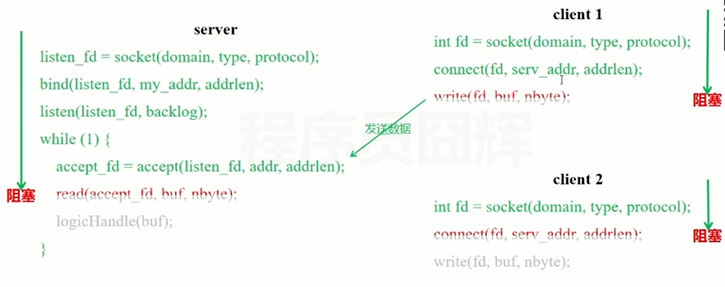 server
listen_fd = socket(domain, type, protocol);
bind(listen_fd, my_addr, addrlen);
listen(listen_fd, backlog);
while (1) {
accept_fd = accept(listen_fd, addr, addrlen);
read(accept_fd, buf, nbyte);
logicHandle(buf);
}
阻塞
发送数据
程序员囧辉
client 1
int fd = socket(domain, type, protocol);
connect(fd, serv_addr, addrlen);
write(fd, buf, nbyte);
阻塞
client 2
int fd = socket(domain, type, protocol);
connect(fd, serv_addr, addrlen);
write(fd, buf, nbyte);
阻塞